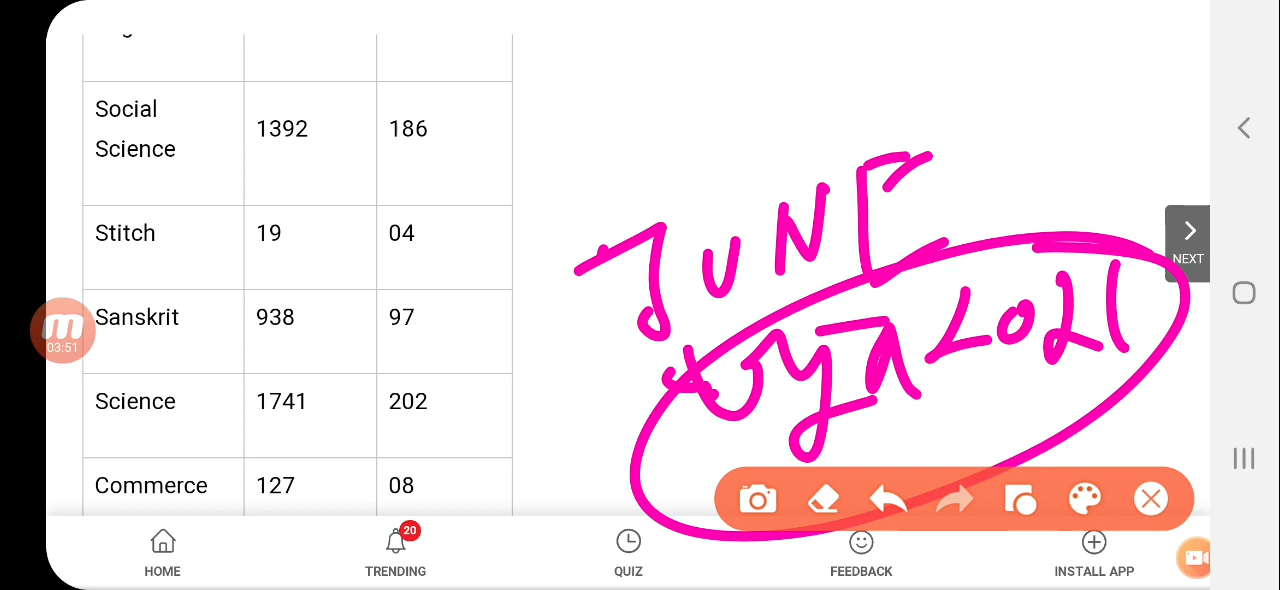 Social Science 1392 186
Stitch 19 04
Sanskrit 938 97
Science 1741 202
Commerce 127 08
JUNE
2021
NEXT
03:51
20
HOME TRENDING QUIZ FEEDBACK INSTALL APP